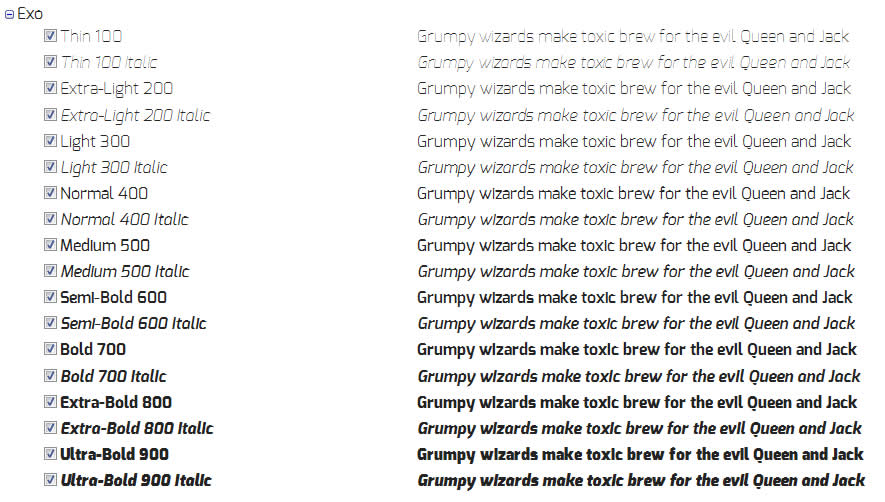 Exo
Thin 100 Grumpy wizards make toxic brew for the evil Queen and Jack
Thin 100 Italic Grumpy wizards make toxic brew for the evil Queen and Jack
Extra-Light 200 Grumpy wizards make toxic brew for the evil Queen and Jack
Extra-Light 200 Italic Grumpy wizards make toxic brew for the evil Queen and Jack
Light 300 Grumpy wizards make toxic brew for the evil Queen and Jack
Light 300 Italic Grumpy wizards make toxic brew for the evil Queen and Jack
Normal 400 Grumpy wizards make toxic brew for the evil Queen and Jack
Normal 400 Italic Grumpy wizards make toxic brew for the evil Queen and Jack
Medium 500 Grumpy wizards make toxic brew for the evil Queen and Jack
Medium 500 Italic Grumpy wizards make toxic brew for the evil Queen and Jack
Semi-Bold 600 Grumpy wizards make toxic brew for the evil Queen and Jack
Semi-Bold 600 Italic Grumpy wizards make toxic brew for the evil Queen and Jack
Bold 700 Grumpy wizards make toxic brew for the evil Queen and Jack
Bold 700 Italic Grumpy wizards make toxic brew for the evil Queen and Jack
Extra-Bold 800 Grumpy wizards make toxic brew for the evil Queen and Jack
Extra-Bold 800 Italic Grumpy wizards make toxic brew for the evil Queen and Jack
Ultra-Bold 900 Grumpy wizards make toxic brew for the evil Queen and Jack
Ultra-Bold 900 Italic Grumpy wizards make toxic brew for the evil Queen and Jack